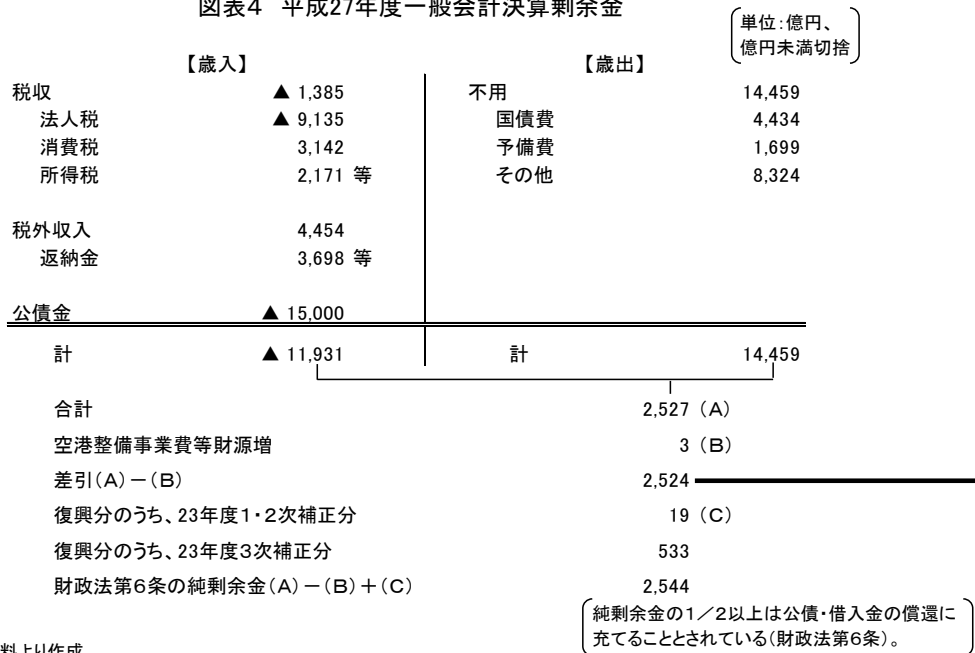 図表4 平成27年度一般会計決算剰余金
単位:億円、
億円未満切捨
【歳入】 【歳出】
税収 ▲ 1,385 不用 14,459
法人税 ▲ 9,135 国債費 4,434
消費税 3,142 予備費 1,699
所得税 2,171 等 その他 8,324
税外収入 4,454
返納金 3,698 等
公債金 ▲ 15,000
計 ▲ 11,931 計 14,459
合計 2,527 (A)
空港整備事業費等財源増 3 (B)
差引(A)-(B) 2,524
復興分のうち、23年度1・2次補正分 19 (C)
復興分のうち、23年度3次補正分 533
財政法第6条の純剰余金(A)-(B)+(C) 2,544
純剰余金の1/2以上は公債・借入金の償還に
充てることとされている(財政法第6条)。
料より作成